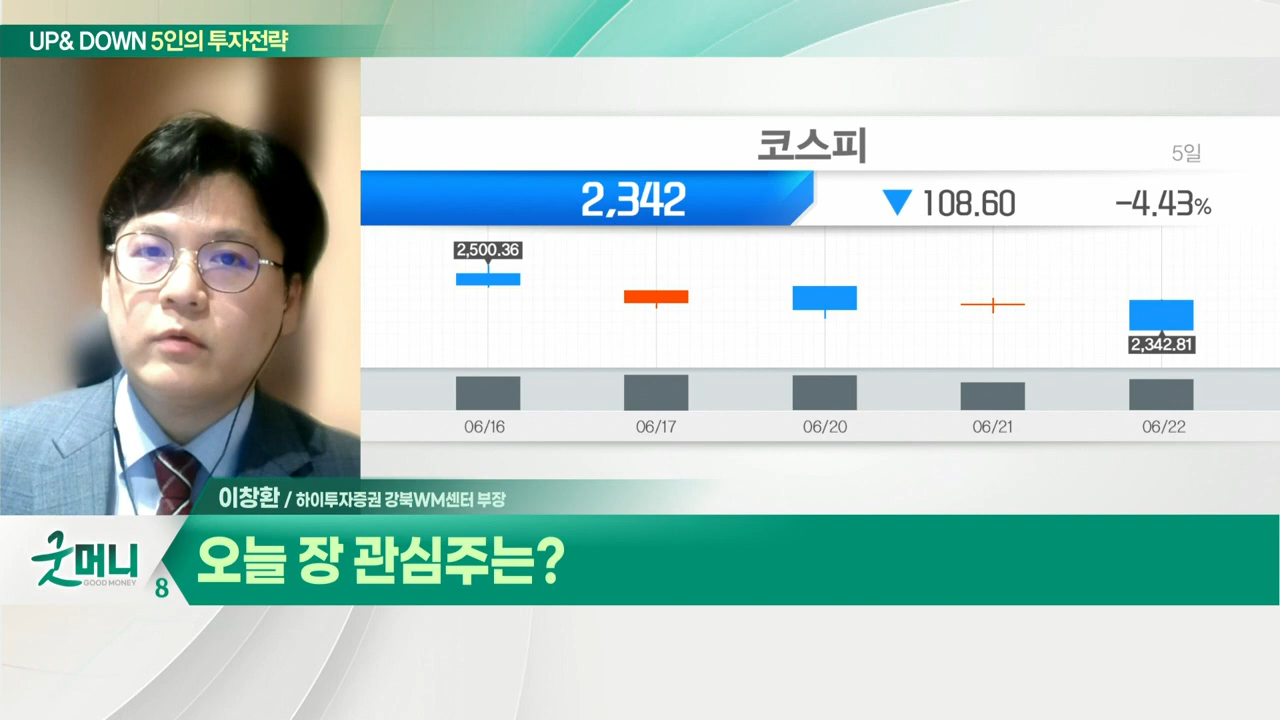 UP& DOWN 5인의 투자전략
코스피
5일
2,342 ▼ 108.60 -4.43%
2,500.36
2,342.81
06/16 06/17 06/20 06/21 06/22
이창환 / 하이투자증권 강북WM센터 부장
굿머니
GOOD MONEY
8
오늘 장 관심주는?